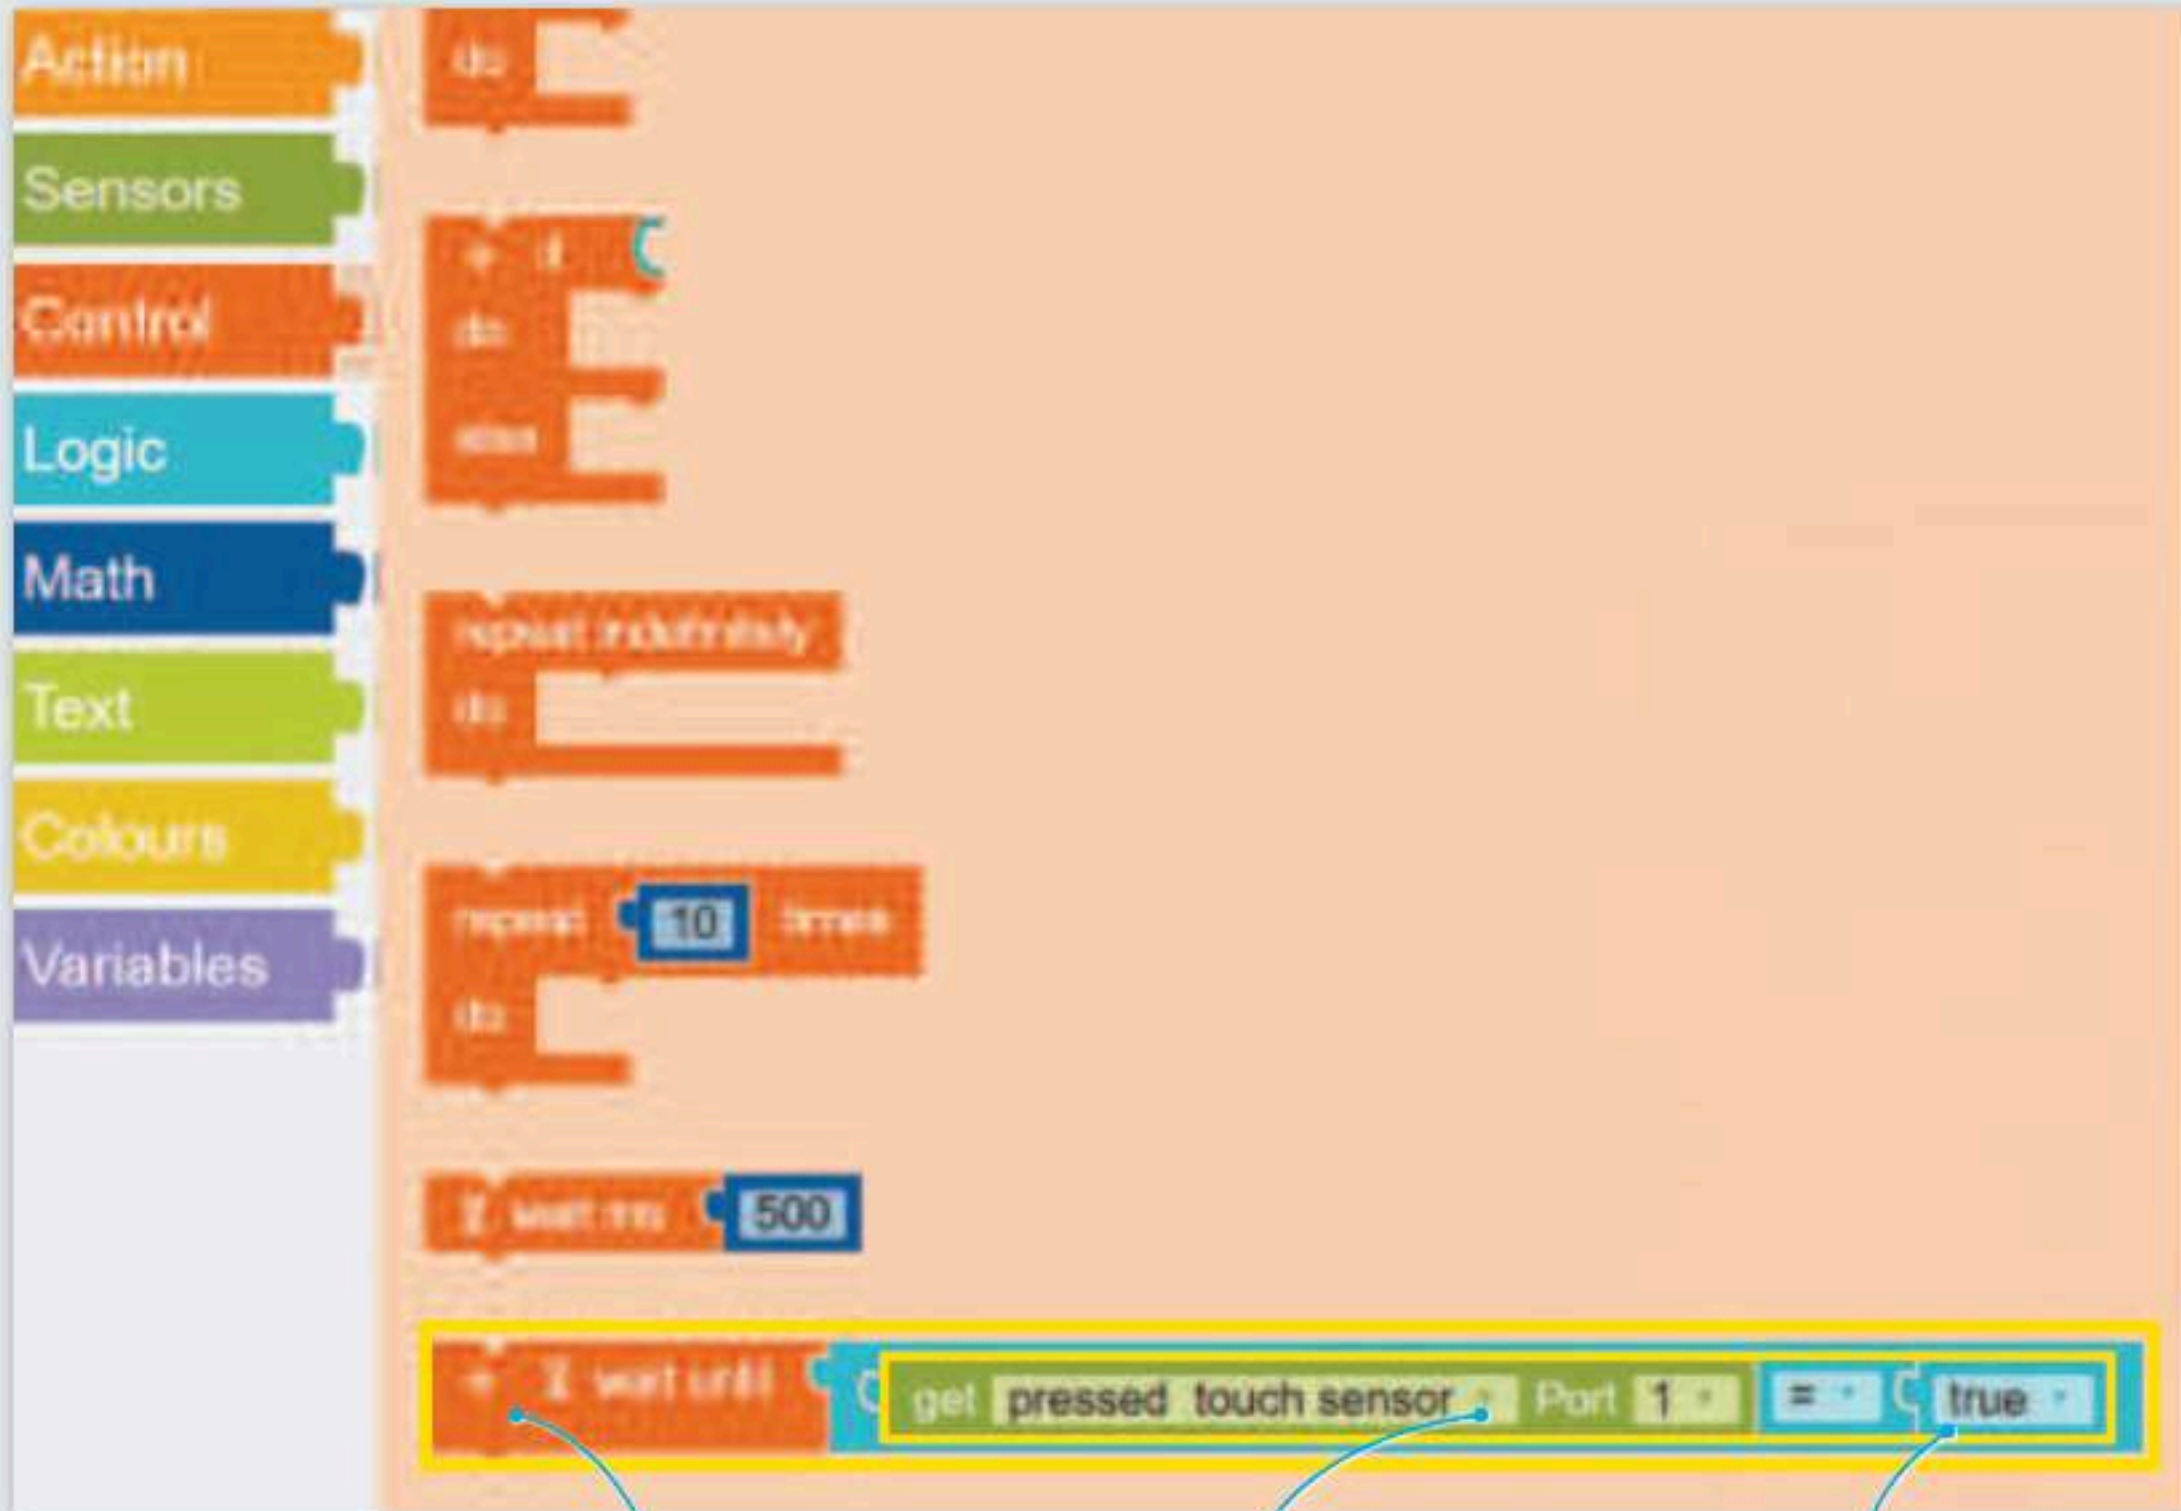 Action
Sensors
Control
Logic
Math
Text
Colours
Variables
do
+ if
do
else
repeat indefinitely
do
repeat 10 times
do
wait ms 500
+ wait until get pressed touch sensor Port 1 = true